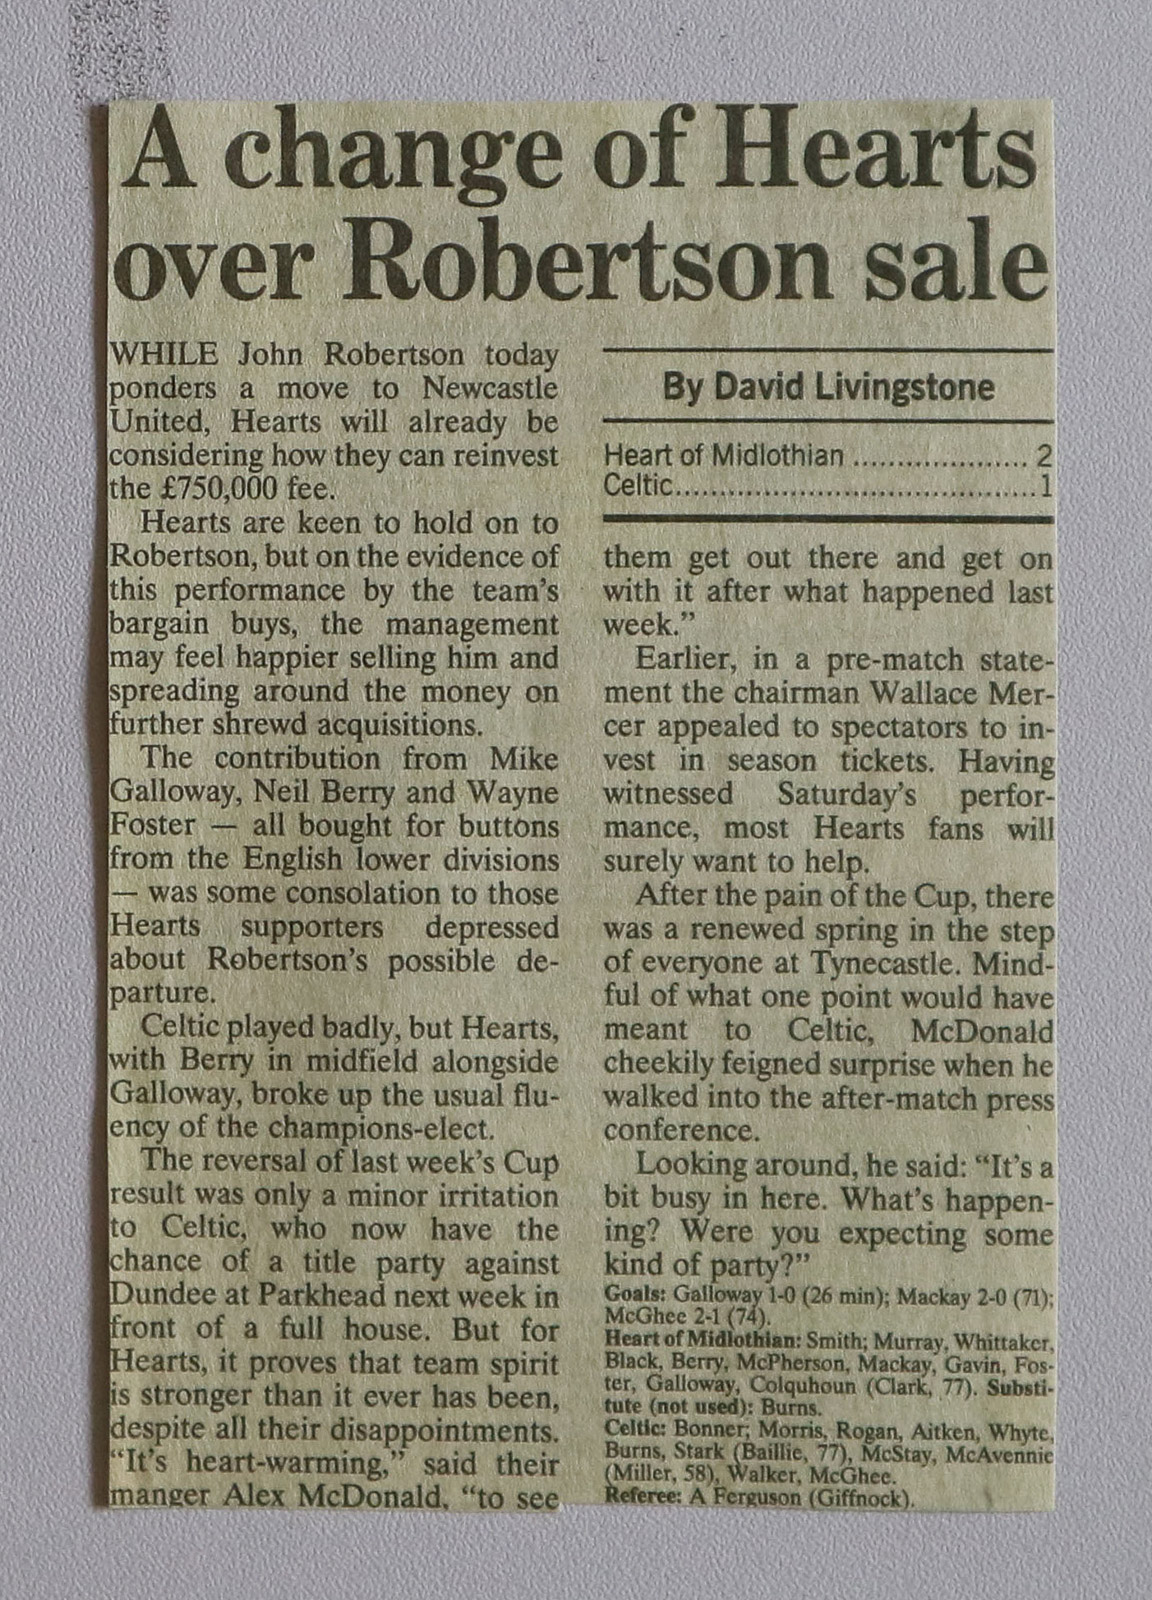 A change of Hearts
over Robertson sale
WHILE John Robertson today
ponders a move to Newcastle
United, Hearts will already be
considering how they can reinvest
the £750,000 fee.
Hearts are keen to hold on to
Robertson, but on the evidence of
this performance by the team's
bargain buys, the management
may feel happier selling him and
spreading around the money on
further shrewd acquisitions.
The contribution from Mike
Galloway, Neil Berry and Wayne
Foster — all bought for buttons
from the English lower divisions
— was some consolation to those
Hearts supporters depressed
about Robertson's possible de-
parture.
Celtic played badly, but Hearts,
with Berry in midfield alongside
Galloway, broke up the usual flu-
ency of the champions-elect.
The reversal of last week's Cup
result was only a minor irritation
to Celtic, who now have the
chance of a title party against
Dundee at Parkhead next week in
front of a full house. But for
Hearts, it proves that team spirit
is stronger than it ever has been,
despite all their disappointments.
"It's heart-warming," said their
manger Alex McDonald, "to see
By David Livingstone
Heart of Midlothian ..................... 2
Celtic...........................................1
them get out there and get on
with it after what happened last
week."
Earlier, in a pre-match state-
ment the chairman Wallace Mer-
cer appealed to spectators to in-
vest in season tickets. Having
witnessed Saturday's perfor-
mance, most Hearts fans will
surely want to help.
After the pain of the Cup, there
was a renewed spring in the step
of everyone at Tynecastle. Mind-
ful of what one point would have
meant to Celtic, McDonald
cheekily feigned surprise when he
walked into the after-match press
conference.
Looking around, he said: "It's a
bit busy in here. What's happen-
ing? Were you expecting some
kind of party?"
Goals: Galloway 1-0 (26 min); Mackay 2-0 (71);
McGhee 2-1 (74).
Heart of Midlothian: Smith; Murray, Whittaker,
Black, Berry, McPherson, Mackay, Gavin, Fos-
ter, Galloway, Colquhoun (Clark, 77). Substi-
tute (not used): Burns.
Celtic: Bonner; Morris, Rogan, Aitken, Whyte,
Burns, Stark (Baillie, 77), McStay, McAvennie
(Miller, 58), Walker, McGhee.
Referee: A Ferguson (Giffnock).